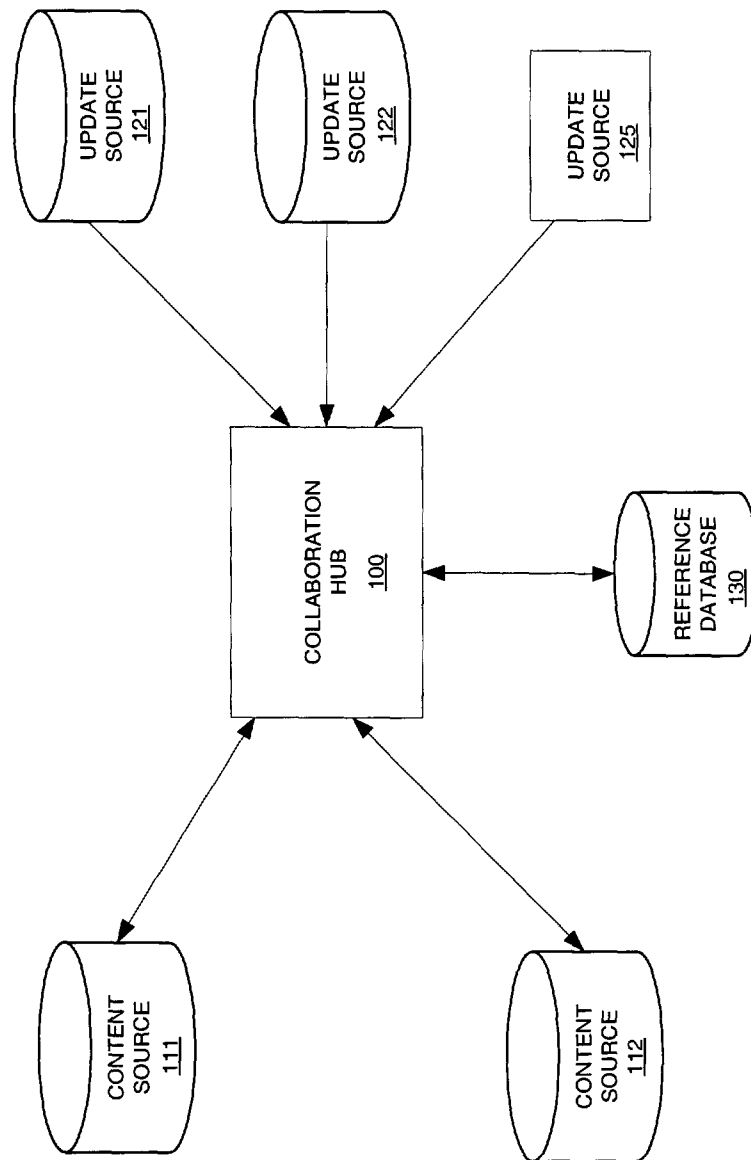 UPDATE
SOURCE
121
UPDATE
SOURCE
122
UPDATE
SOURCE
125
COLLABORATION
HUB
100
REFERENCE
DATABASE
130
CONTENT
SOURCE
111
CONTENT
SOURCE
112